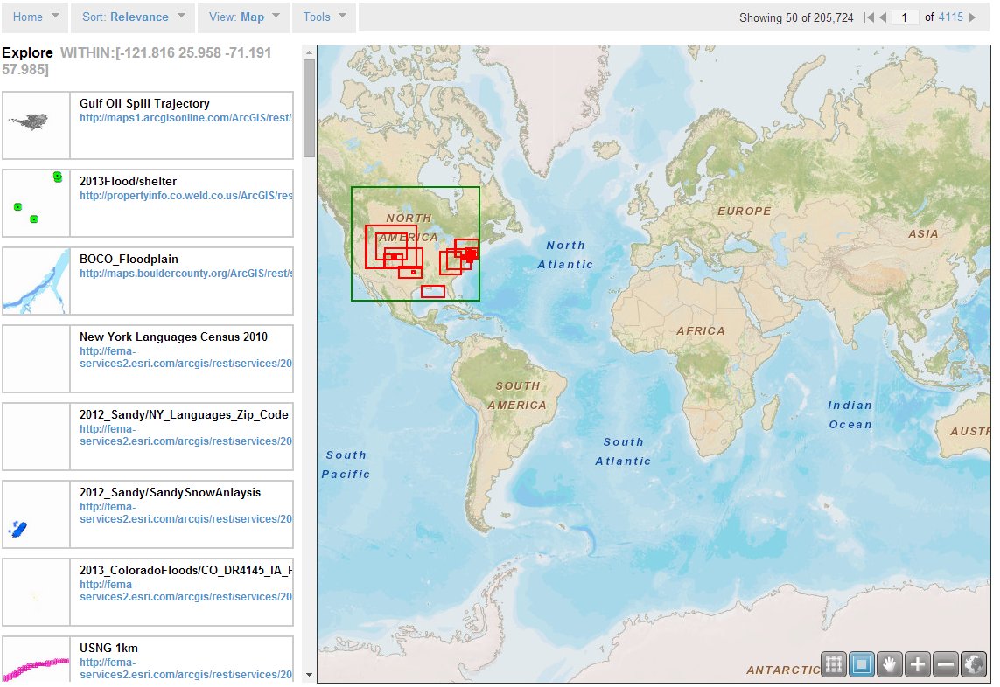 Home Sort: Relevance View: Map Tools Showing 50 of 205,724 1 of 4115
Explore WITHIN:[-121.816 25.958 -71.191
57.985]
Gulf Oil Spill Trajectory
http://maps1.arcgisonline.com/ArcGIS/rest/
2013Flood/shelter
http://propertyinfo.co.weld.co.us/ArcGIS/res
BOCO_Floodplain
http://maps.bouldercounty.org/ArcGIS/rest/s
New York Languages Census 2010
http://fema-
services2.esri.com/arcgis/rest/services/20
2012_Sandy/NY_Languages_Zip_Code
http://fema-
services2.esri.com/arcgis/rest/services/20
2012_Sandy/SandySnowAnlaysis
http://fema-
services2.esri.com/arcgis/rest/services/20
2013_ColoradoFloods/CO_DR4145_IA_F
http://fema-
services2.esri.com/arcgis/rest/services/20
USNG 1km
http://fema-
services2.esri.com/arcgis/rest/services/20
NORTH
AMERICA
EUROPE
ASIA
North
Atlantic
AFRICA
SOUTH
AMERICA
Indian
Ocean
AUSTR
South
Atlantic
South
Pacific
ANTARCTIC